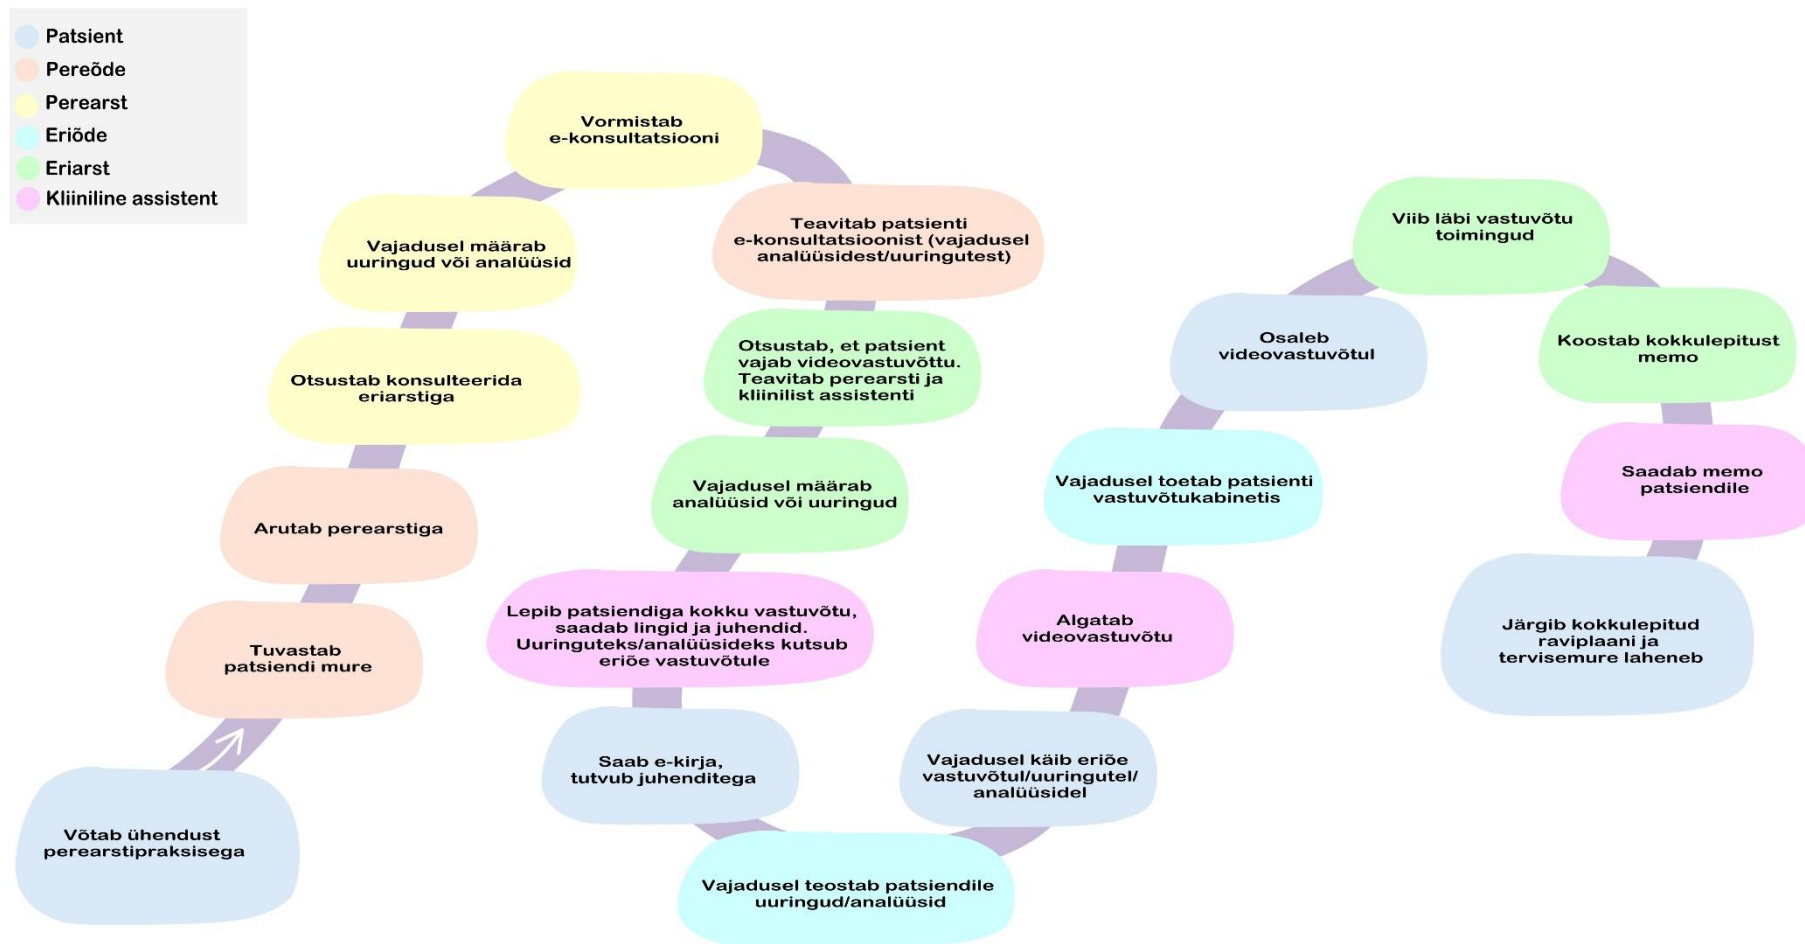 Patsient
Pereõde
Perearst
Eriõde
Eriarst
Kliiniline assistent
Võtab ühendust
perearstipraksisega
Tuvastab
patsiendi mure
Arutab perearstiga
Otsustab konsulteerida
eriarstiga
Vajadusel määrab
uuringud või analüüsid
Vormistab
e-konsultatsiooni
Teavitab patsienti
e-konsultatsioonist (vajadusel
analüüsidest/uuringutest)
Otsustab, et patsient
vajab videovastuvõttu.
Teavitab perearsti ja
kliinilist assistenti
Vajadusel määrab
analüüsid või uuringud
Lepib patsiendiga kokku vastuvõtu,
saadab lingid ja juhendid.
Uuringuteks/analüüsideks kutsub
eriõe vastuvõtule
Saab e-kirja,
tutvub juhenditega
Vajadusel teostab patsiendile
uuringud/analüüsid
Vajadusel käib eriõe
vastuvõtul/uuringutel/
analüüsidel
Algatab
videovastuvõtu
Vajadusel toetab patsienti
vastuvõtukabinetis
Osaleb
videovastuvõtul
Viib läbi vastuvõtu
toimingud
Koostab kokkulepitust
memo
Saadab memo
patsiendile
Järgib kokkulepitud
raviplaani ja
tervisemure laheneb